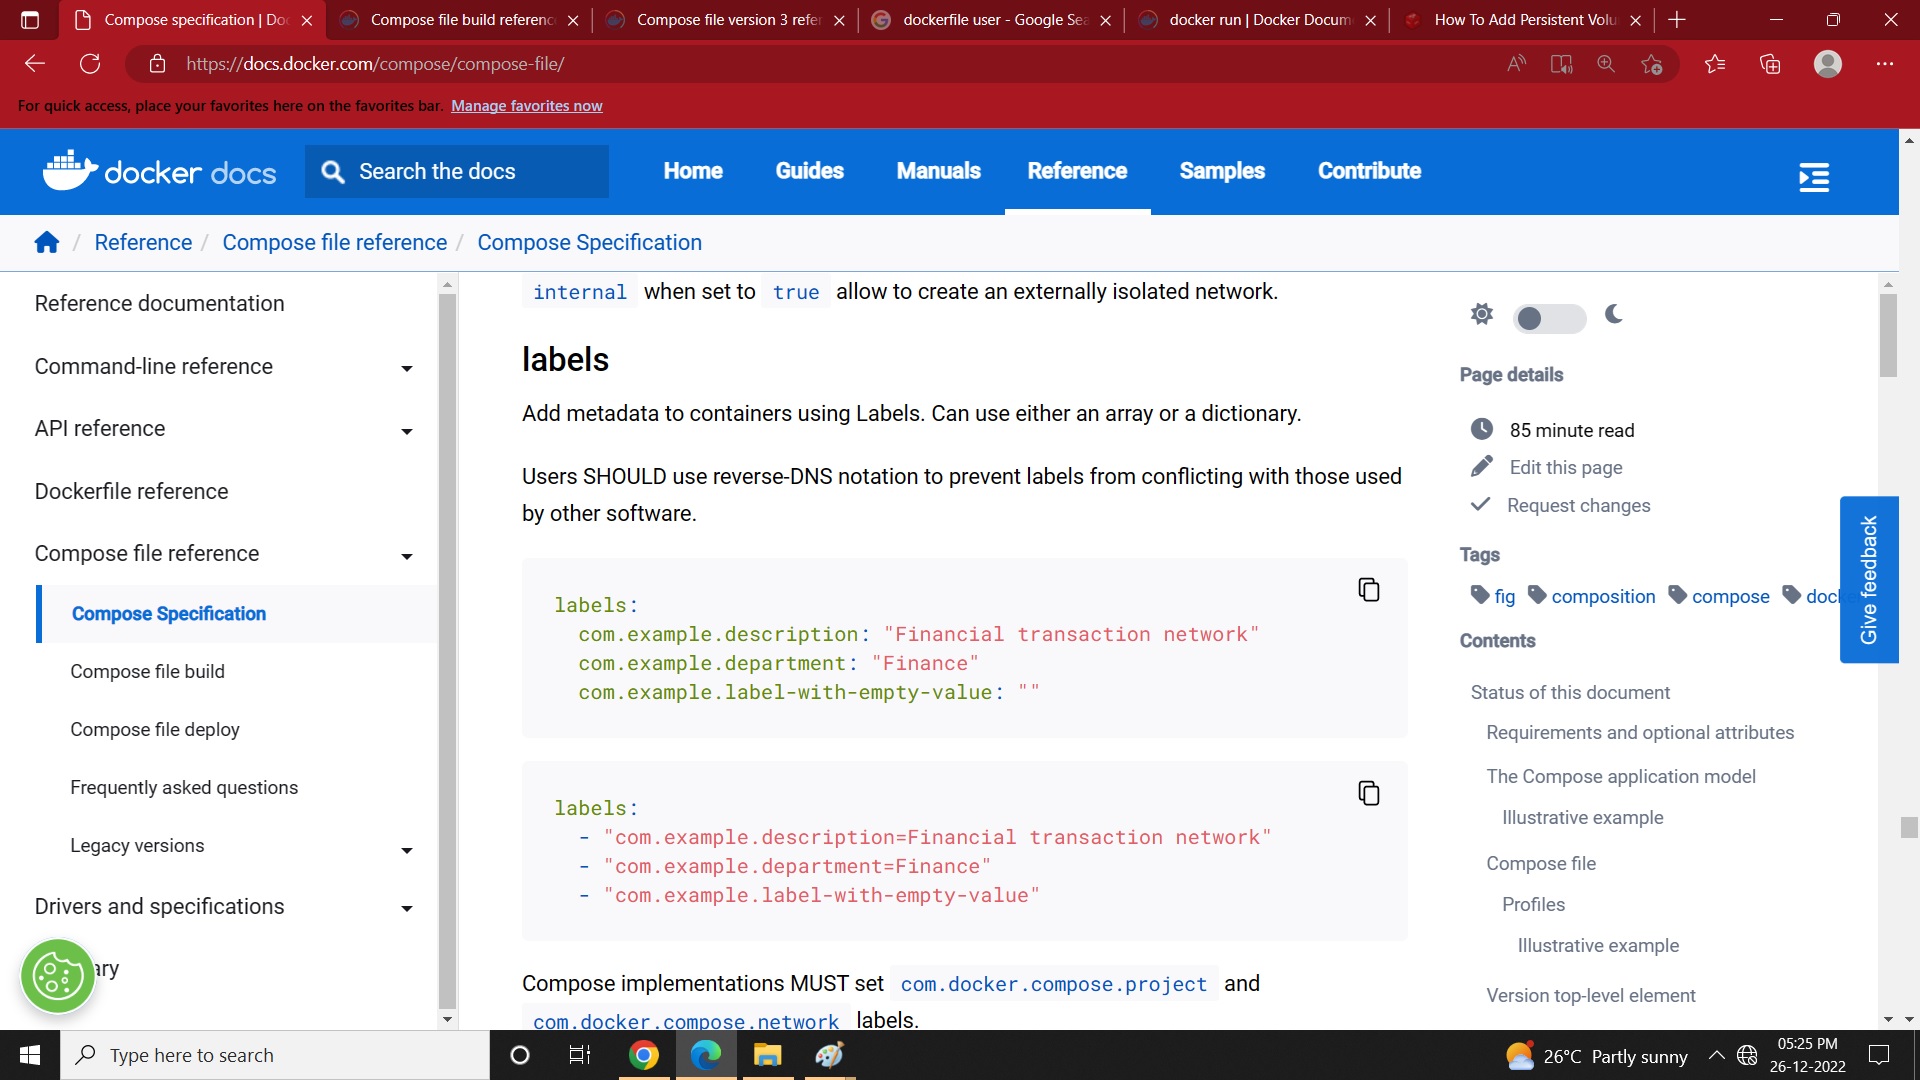 Compose specification | Do
Compose file build referenc
Compose file version 3 refer
dockerfile user - Google Sea
docker run | Docker Docum
How To Add Persistent Volu
https://docs.docker.com/compose/compose-file/
For quick access, place your favorites here on the favorites bar. Manage favorites now
docker docs
Search the docs
Home
Guides
Manuals
Reference
Samples
Contribute
/ Reference / Compose file reference / Compose Specification
Reference documentation
Command-line reference
API reference
Dockerfile reference
Compose file reference
Compose Specification
Compose file build
Compose file deploy
Frequently asked questions
Legacy versions
Drivers and specifications
ary
internal when set to true allow to create an externally isolated network.
labels
Add metadata to containers using Labels. Can use either an array or a dictionary.
Users SHOULD use reverse-DNS notation to prevent labels from conflicting with those used
by other software.
labels:
com.example.description: "Financial transaction network"
com.example.department: "Finance"
com.example.label-with-empty-value: ""
labels:
- "com.example.description=Financial transaction network"
- "com.example.department=Finance"
- "com.example.label-with-empty-value"
Compose implementations MUST set com.docker.compose.project and
com.docker.compose.network labels.
Page details
85 minute read
Edit this page
Request changes
Tags
fig composition compose dock
Give feedback
Contents
Status of this document
Requirements and optional attributes
The Compose application model
Illustrative example
Compose file
Profiles
Illustrative example
Version top-level element
Type here to search
26°C Partly sunny
05:25 PM
26-12-2022